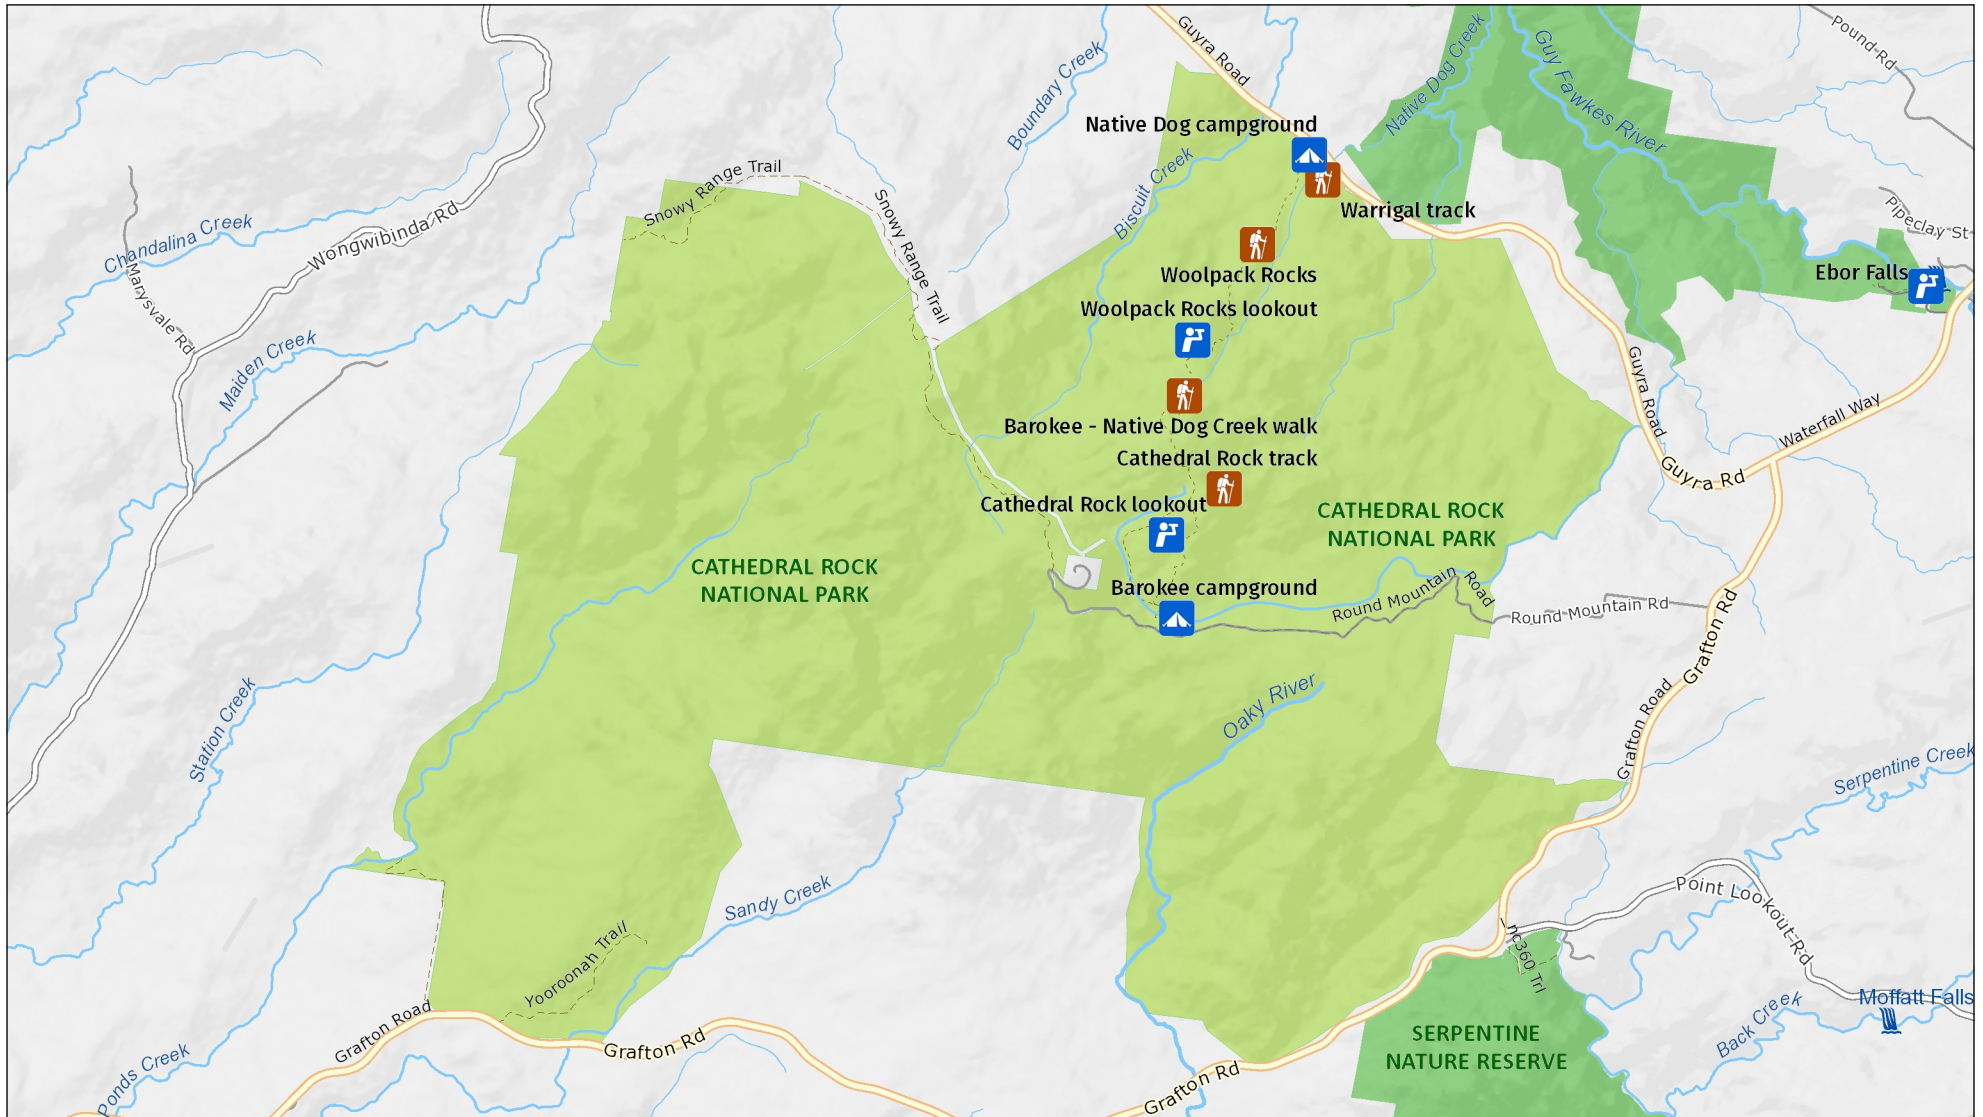 Guyra Road
Pound-Rd
Native Dog Creek
Guy Fawkes River
Boundary Creek
Native Dog campground
Biscuit Creek
Snowy Range Trail
Snowy Range Trail
Warrigal track
Pipeclay St
Chandalina Creek
Wongwibinda Rd
Marysvale Rd
Woolpack Rocks
Ebor Falls
Woolpack Rocks lookout
Maiden Creek
Guyra Road
Waterfall Way
Barokee - Native Dog Creek walk
Cathedral Rock track
Guyra Rd
Cathedral Rock lookout
CATHEDRAL ROCK
NATIONAL PARK
CATHEDRAL ROCK
NATIONAL PARK
Barokee campground
Round Mountain
Road
Round Mountain Rd
Grafton Rd
Oaky River
Station Creek
Grafton Road
Serpentine Creek
Point Lookout-Rd
Sandy Creek
Yooroonah Trail
Lnc360 Trl
Moffatt Falls
Back Creek
Grafton Road
Grafton Rd
SERPENTINE
NATURE RESERVE
Ponds Creek
Grafton Rd